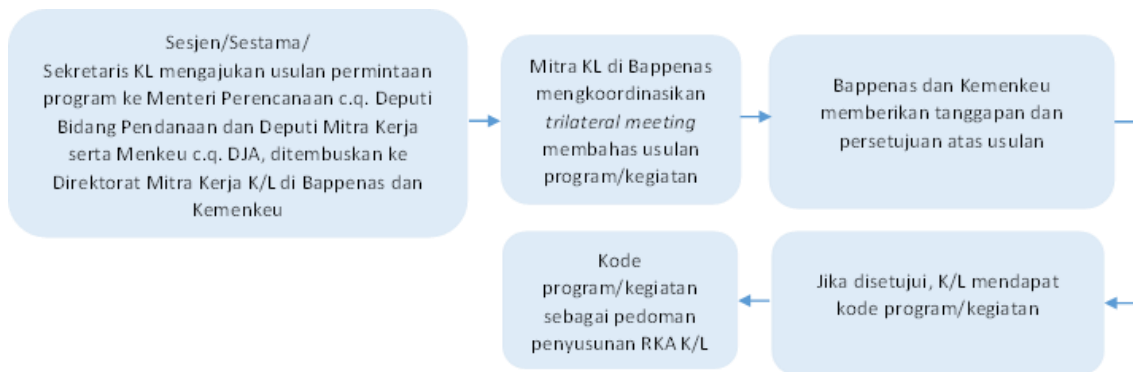 Sesjen/Sestama/
Sekretaris KL mengajukan usulan permintaan
program ke Menteri Perencanaan c.q. Deputi
Bidang Pendanaan dan Deputi Mitra Kerja
serta Menkeu c.q. DJA, ditembuskan ke
Direktorat Mitra Kerja K/L di Bappenas dan
Kemenkeu
Mitra KL di Bappenas
mengkoordinasikan
trilateral meeting
membahas usulan
program/kegiatan
Bappenas dan Kemenkeu
memberikan tanggapan dan
persetujuan atas usulan
Jika disetujui, K/L mendapat
kode program/kegiatan
Kode
program/kegiatan
sebagai pedoman
penyusunan RKA K/L